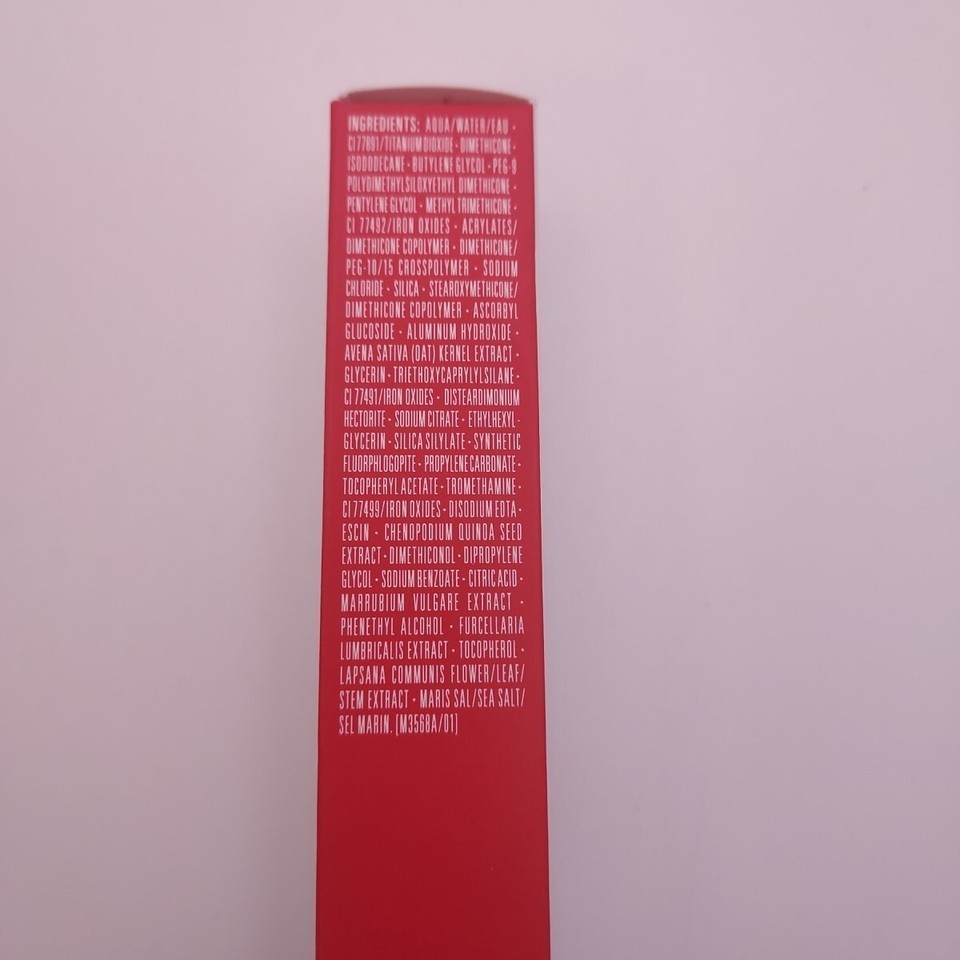 INGREDIENTS: AQUA/WATER/EAU •
CI 77891/TITANIUM DIOXIDE • DIMETHICONE •
ISODODECANE • BUTYLENE GLYCOL • PEG-9
POLYDIMETHYLSILOXYETHYL DIMETHICONE •
PENTYLENE GLYCOL • METHYL TRIMETHICONE •
CI 77492/IRON OXIDES • ACRYLATES/
DIMETHICONE COPOLYMER • DIMETHICONE/
PEG-10/15 CROSSPOLYMER • SODIUM
CHLORIDE • SILICA • STEAROXYMETHICONE/
DIMETHICONE COPOLYMER • ASCORBYL
GLUCOSIDE • ALUMINUM HYDROXIDE •
AVENA SATIVA (OAT) KERNEL EXTRACT •
GLYCERIN • TRIETHOXYCAPRYLYLSILANE •
CI 77491/IRON OXIDES • DISTEARDIMONIUM
HECTORITE • SODIUM CITRATE • ETHYLHEXYL-
GLYCERIN • SILICA SILYLATE • SYNTHETIC
FLUORPHLOGOPITE • PROPYLENE CARBONATE •
TOCOPHERYL ACETATE • TROMETHAMINE •
CI 77499/IRON OXIDES • DISODIUM EDTA •
ESCIN • CHENOPODIUM QUINOA SEED
EXTRACT • DIMETHICONOL • DIPROPYLENE
GLYCOL • SODIUM BENZOATE • CITRIC ACID •
MARRUBIUM VULGARE EXTRACT •
PHENETHYL ALCOHOL • FURCELLARIA
LUMBRICALIS EXTRACT • TOCOPHEROL •
LAPSANA COMMUNIS FLOWER/LEAF/
STEM EXTRACT • MARIS SAL/SEA SALT/
SEL MARIN. [M3568A/01]